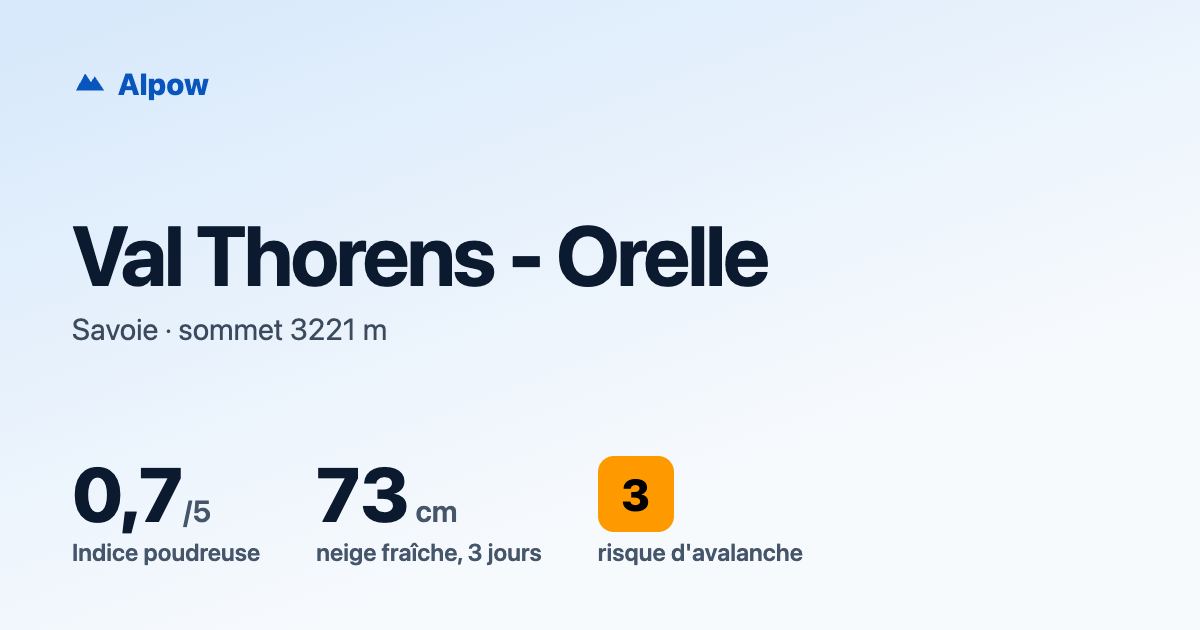 Alpow
Val Thorens - Orelle
Savoie · sommet 3221 m
0,7/5
Indice poudreuse
73 cm
neige fraîche, 3 jours
3
risque d'avalanche